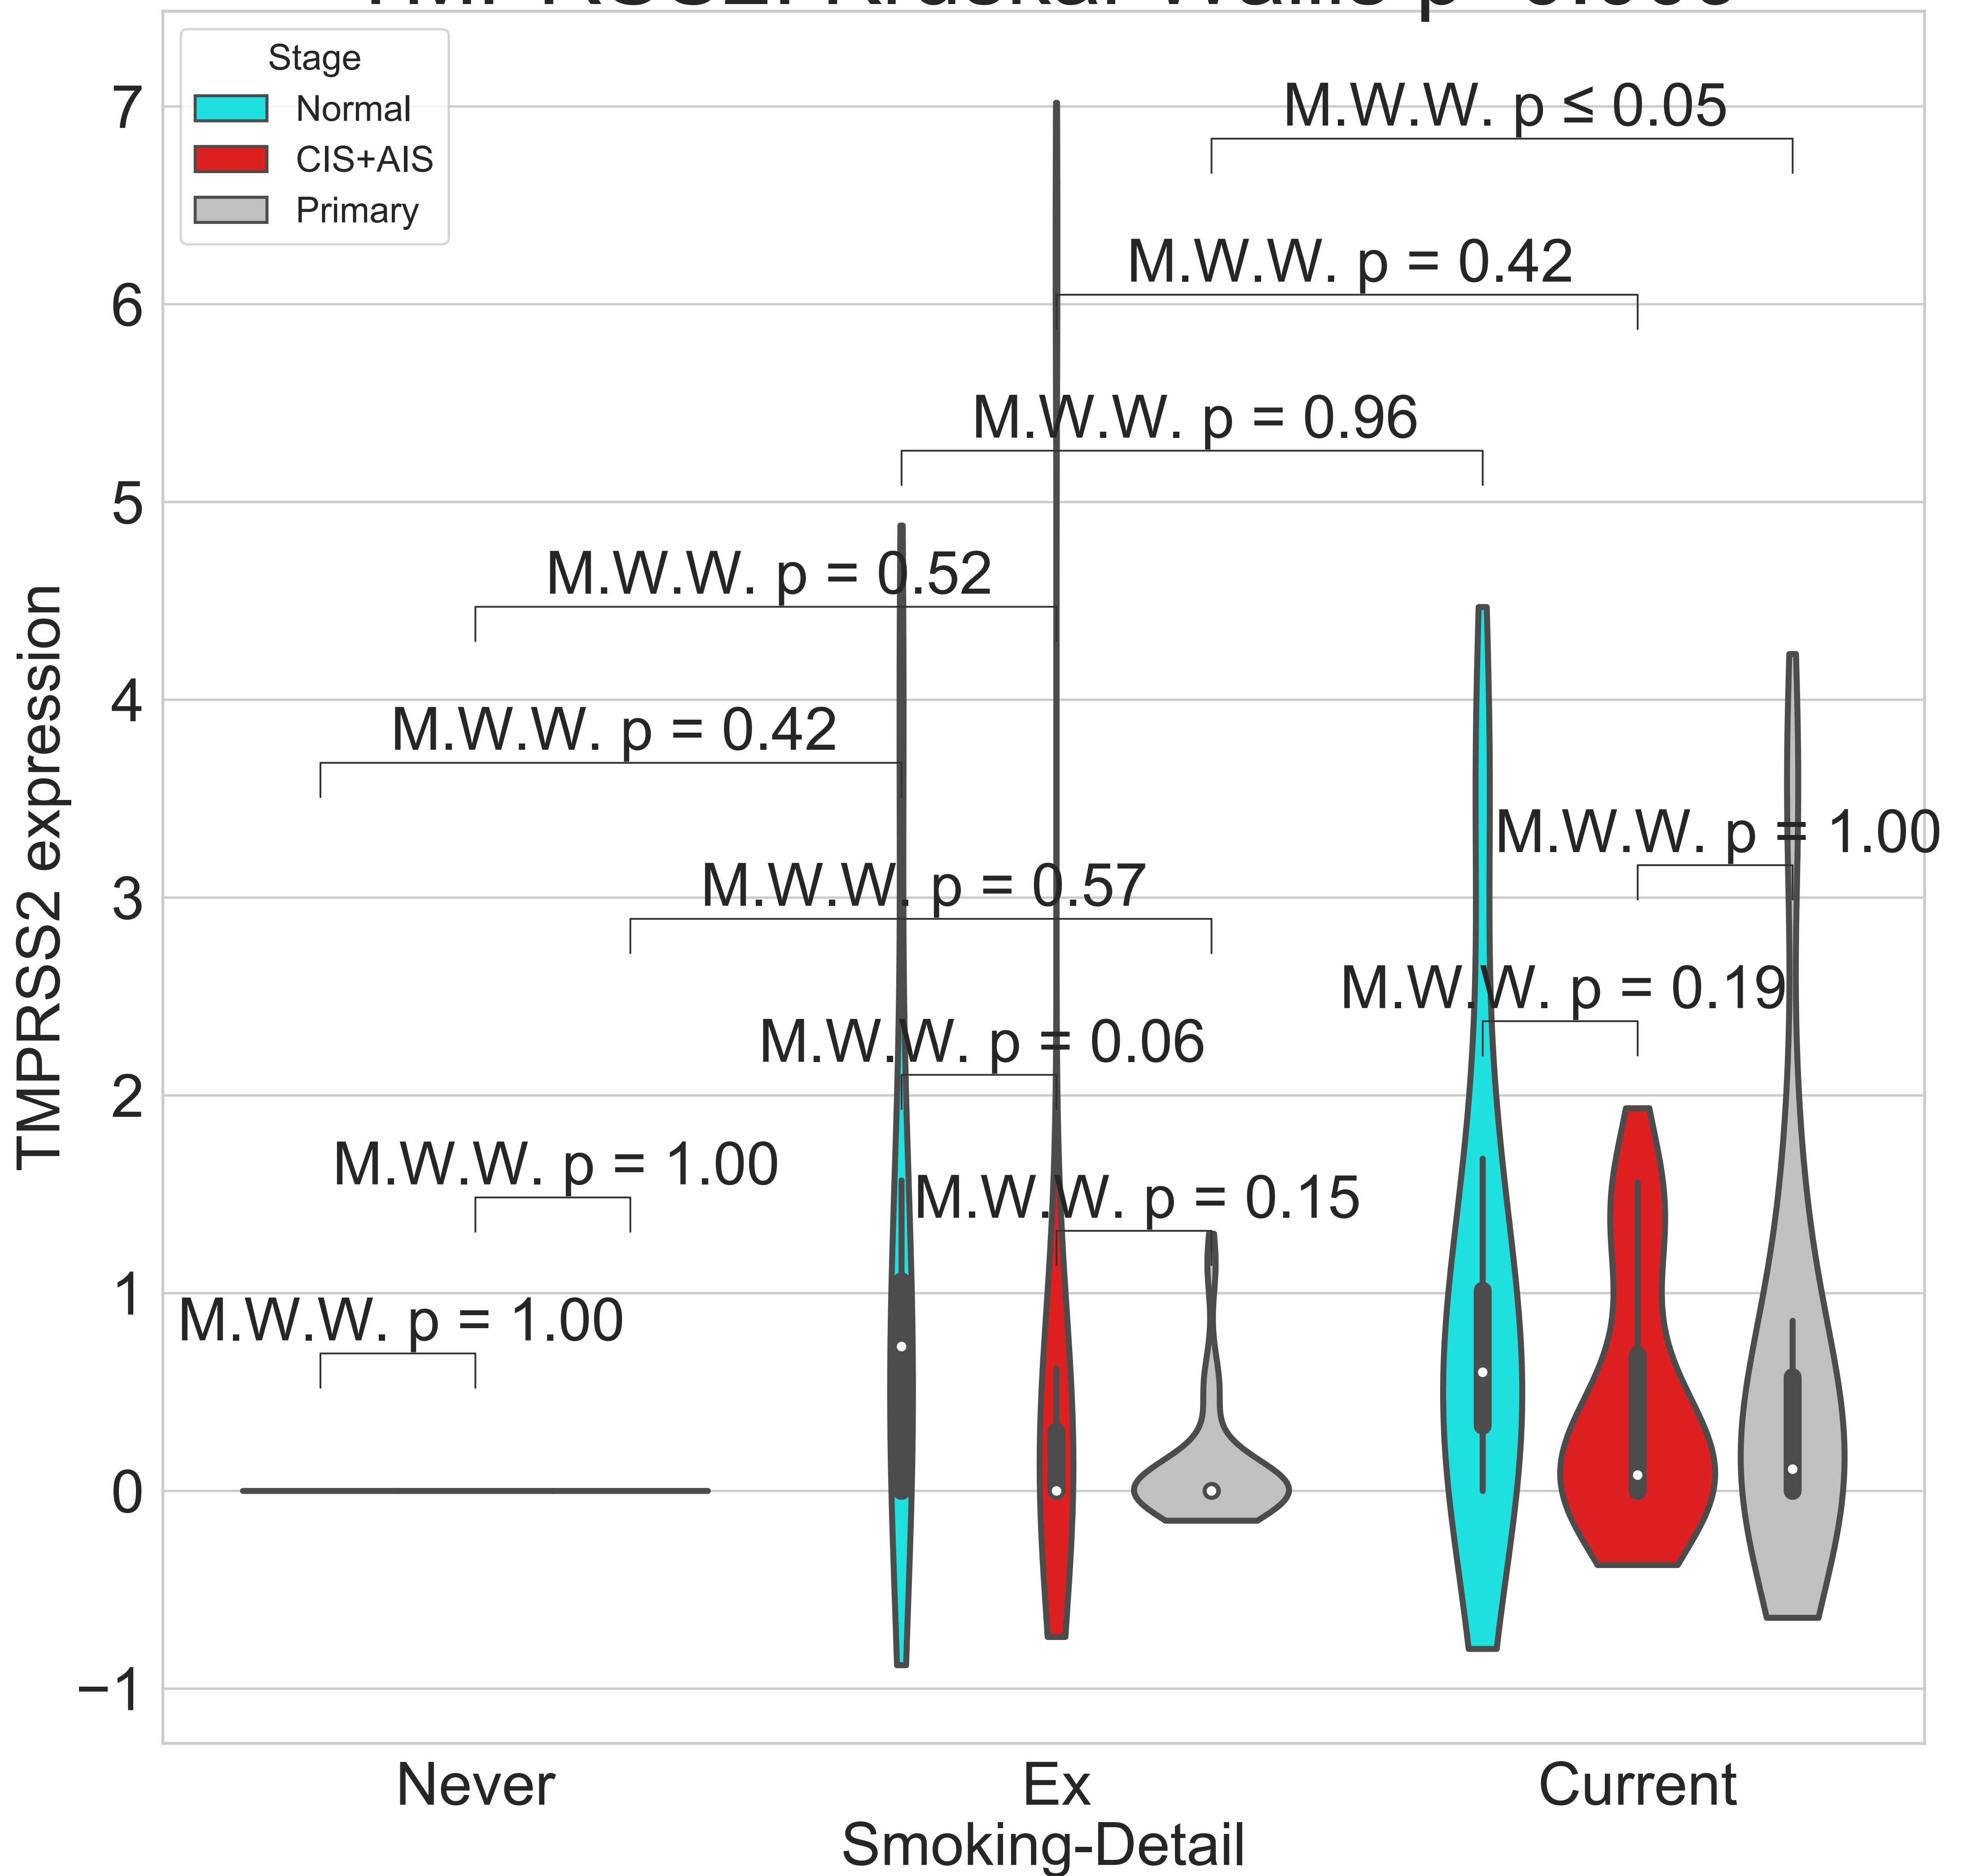 Stage
Normal
CIS+AIS
Primary
M.W.W. p ≤ 0.05
M.W.W. p = 0.42
M.W.W. p = 0.96
M.W.W. p = 0.52
M.W.W. p = 0.42
M.W.W. p = 1.00
M.W.W. p = 0.57
M.W.W. p = 0.19
M.W.W. p = 0.06
M.W.W. p = 1.00
M.W.W. p = 0.15
M.W.W. p = 1.00
7
6
5
4
3
2
1
0
−1
TMPRSS2 expression
Never
Ex
Current
Smoking-Detail